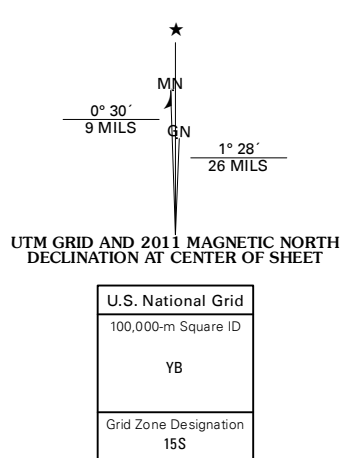 MN
0° 30´
9 MILS
GN
1° 28´
26 MILS
UTM GRID AND 2011 MAGNETIC NORTH
DECLINATION AT CENTER OF SHEET
U.S. National Grid
100,000-m Square ID
YB
Grid Zone Designation
15S